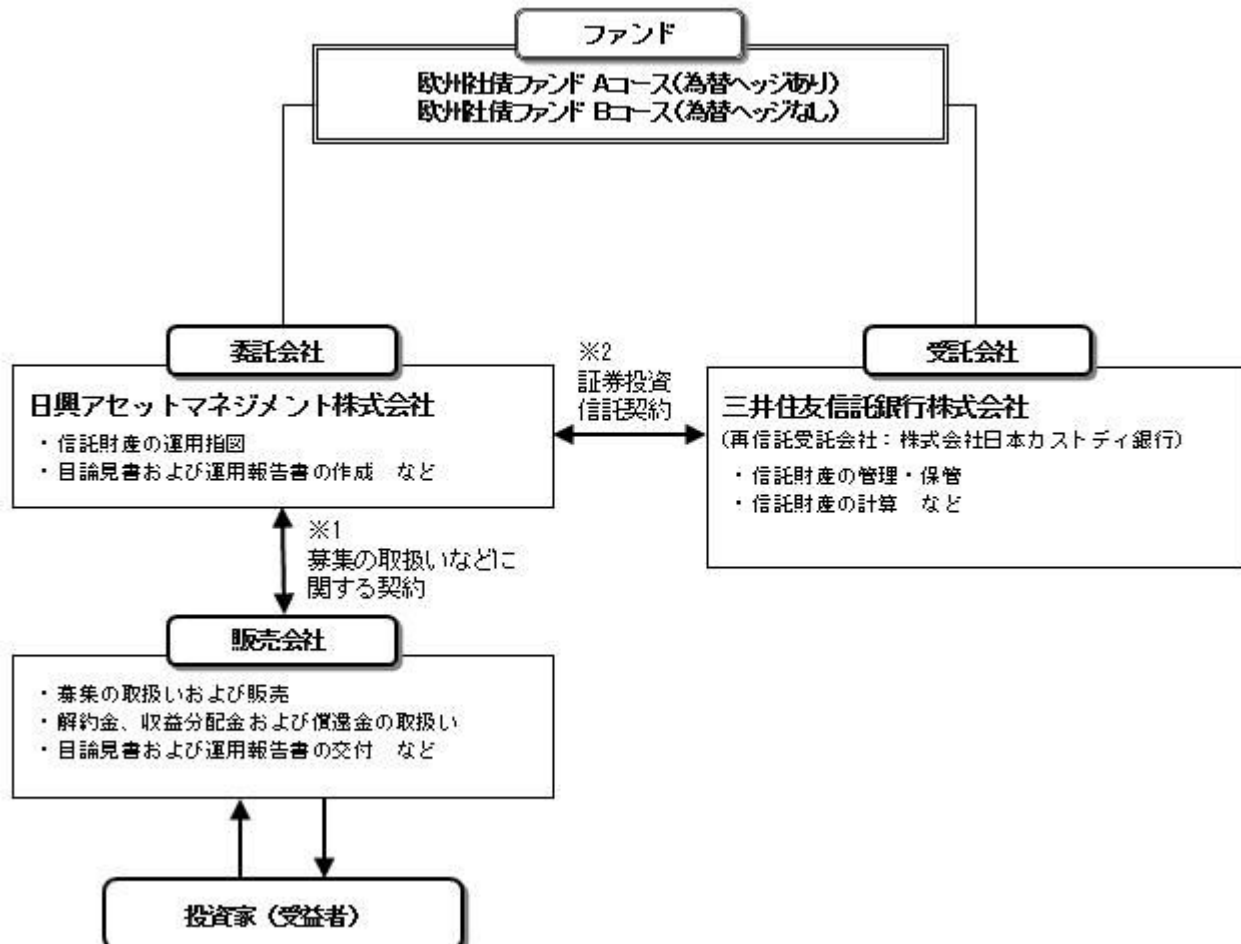 ファンド
欧州社債ファンド Aコース(為替ヘッジあり)
欧州社債ファンド Bコース(為替ヘッジなし)
委託会社
日興アセットマネジメント株式会社
・信託財産の運用指図
・目論見書および運用報告書の作成　など
※2
証券投資
信託契約
受託会社
三井住友信託銀行株式会社
(再信託受託会社：株式会社日本カストディ銀行)
・信託財産の管理・保管
・信託財産の計算　など
※1
募集の取扱いなどに
関する契約
販売会社
・募集の取扱いおよび販売
・解約金、収益分配金および償還金の取扱い
・目論見書および運用報告書の交付　など
投資家（受益者）